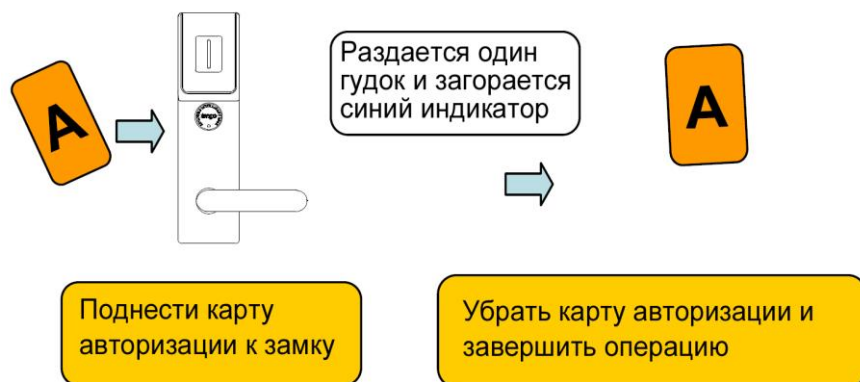 Раздается один
гудок и загорается
синий индикатор
A
A
Поднести карту
авторизации к замку
Убрать карту авторизации и
завершить операцию